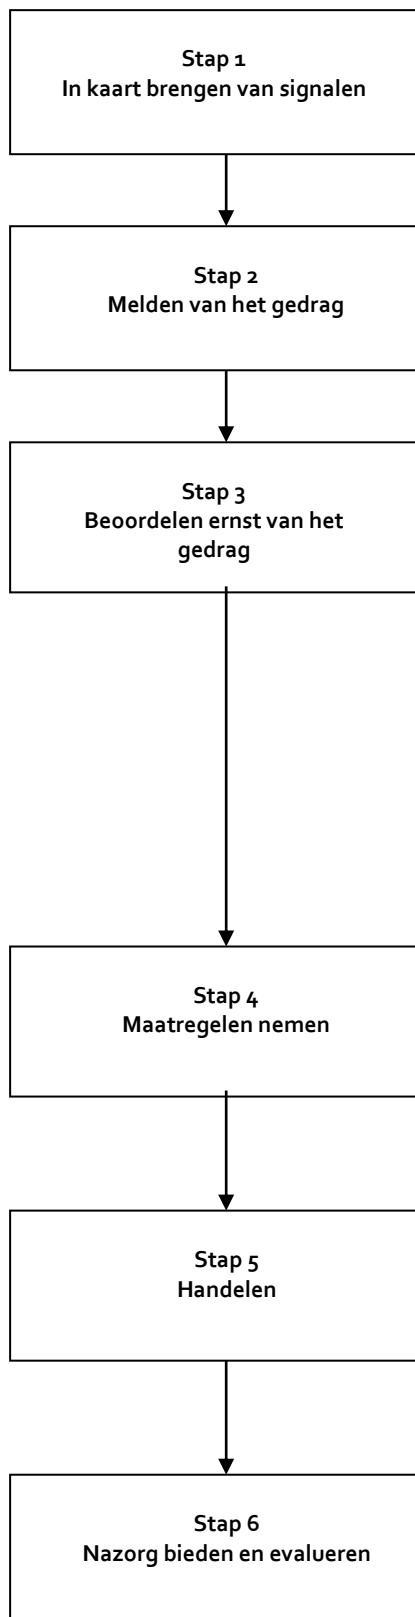 Stap 1
In kaart brengen van signalen
Stap 2
Melden van het gedrag
Stap 3
Beoordelen ernst van het
gedrag
Stap 4
Maatregelen nemen
Stap 5
Handelen
Stap 6
Nazorg bieden en evalueren